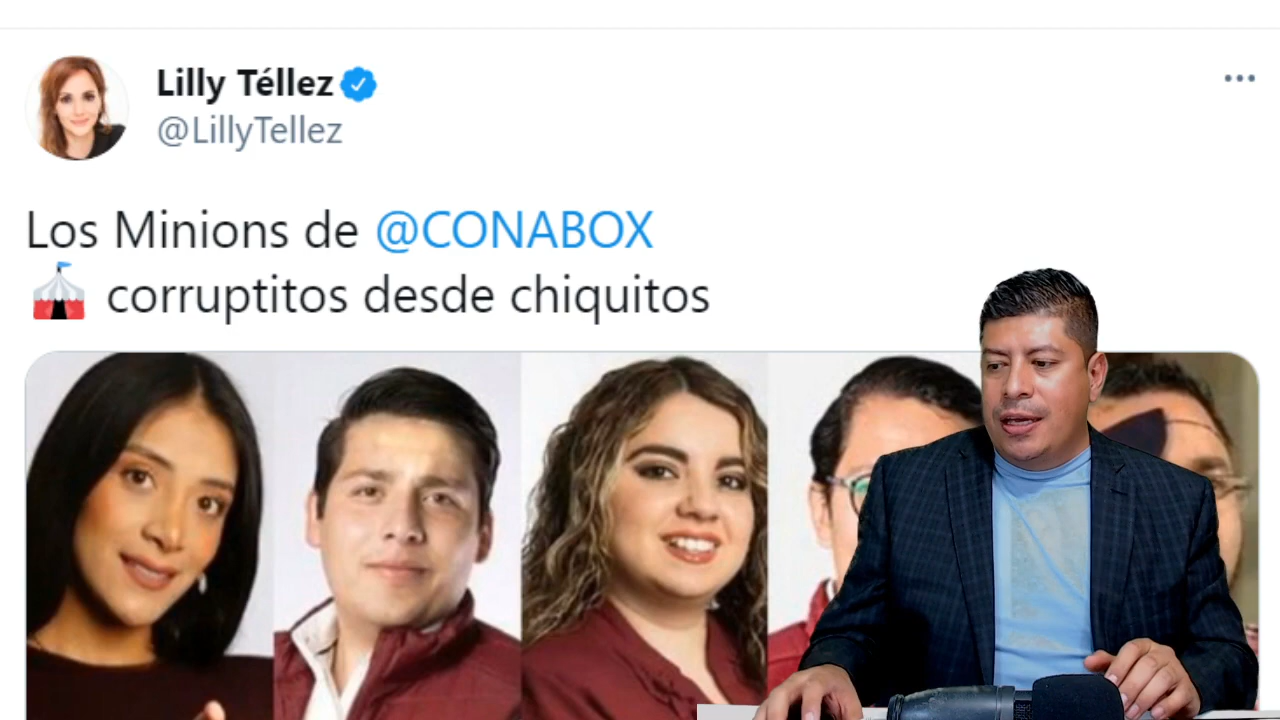 Lilly Téllez
@LillyTellez
Los Minions de @CONABOX
🎪 corruptitos desde chiquitos